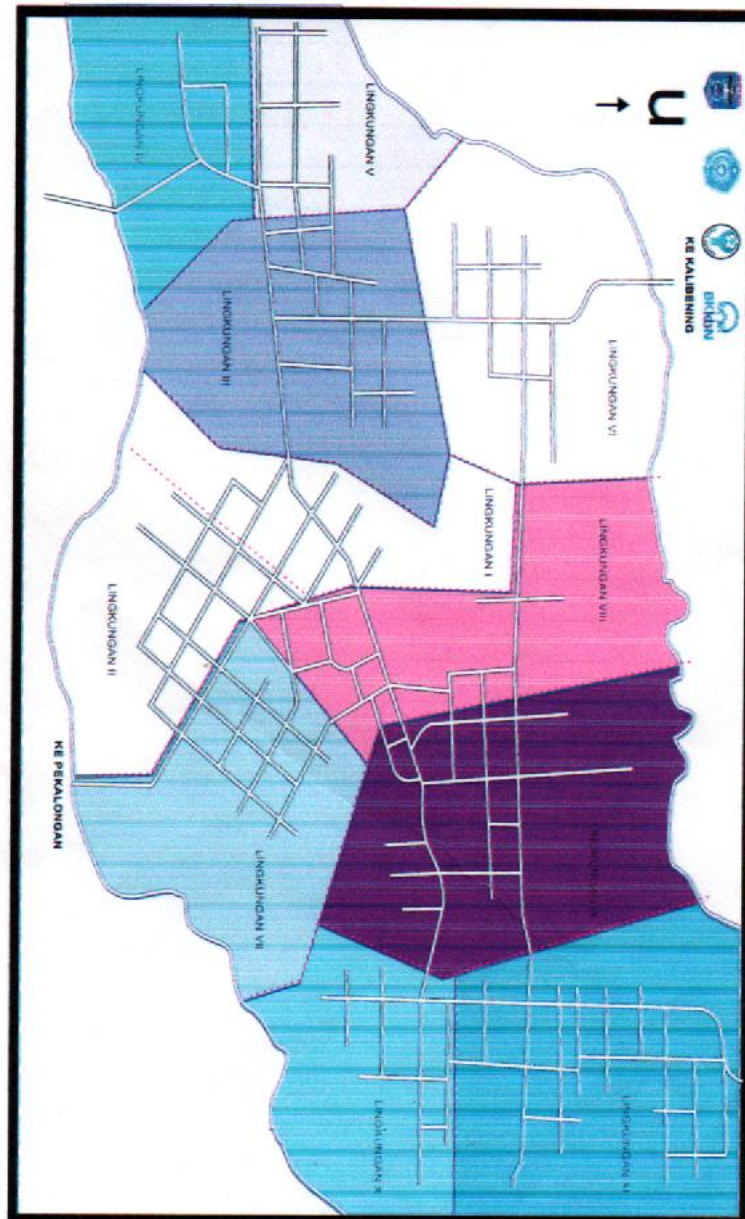 BKKBN
KE KALIBENING
U
LINGKUNGAN VI
LINGKUNGAN VIII
LINGKUNGAN XI
LINGKUNGAN I
LINGKUNGAN V
LINGKUNGAN X
LINGKUNGAN VII
LINGKUNGAN III
LINGKUNGAN IV
LINGKUNGAN II
KE PEKALONGAN